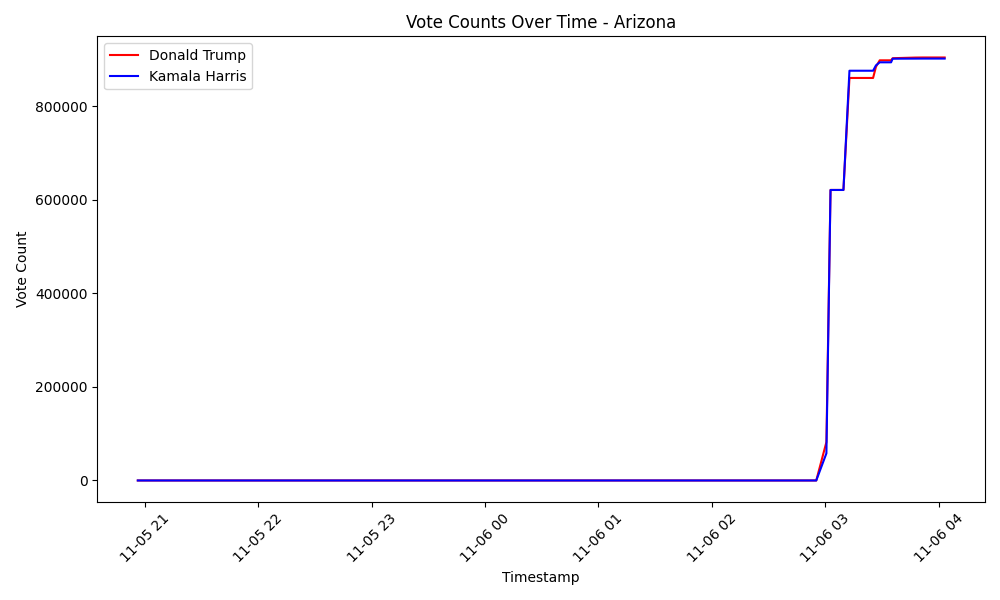 Vote Counts Over Time - Arizona
Donald Trump
Kamala Harris
Vote Count
800000
600000
400000
200000
0
11-05 21
11-05 22
11-05 23
11-06 00
11-06 01
11-06 02
11-06 03
11-06 04
Timestamp